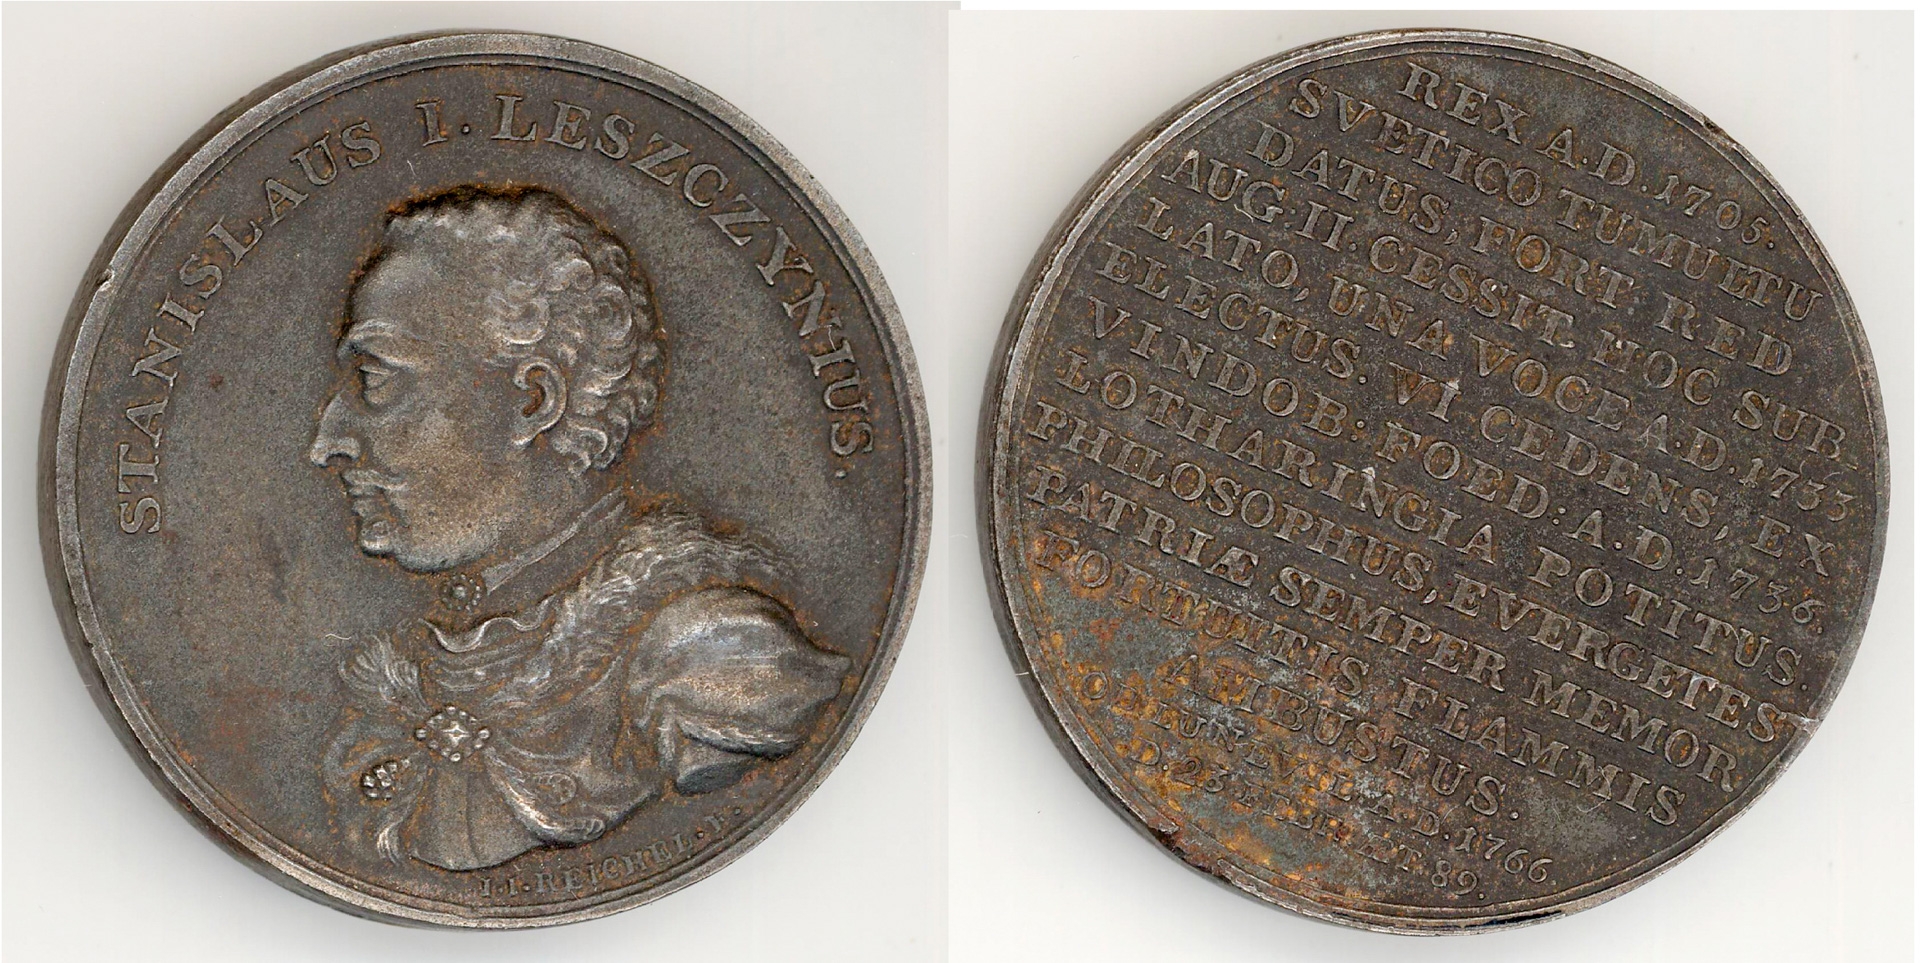 STANISLAUS I. LESZCZYNIUS.
I.I.REICHEL.F.
REX A.D.1705.
SVETICO TUMULTU
DATUS, FORT RED
AUG: II. CESSIT. HOC SUB-
LATO, UNA VOCE A.D.1733
ELECTUS. VI CEDENS, EX
VINDOB: FOED: A.D.1736.
LOTHARINGIA POTITUS.
PHILOSOPHUS, EVERGETES
PATRIÆ SEMPER MEMOR
FORTUITIS FLAMMIS
AMBUSTUS.
OB LUNEVIL A.D.1766.
D. 23 FEBR ÆT 89.